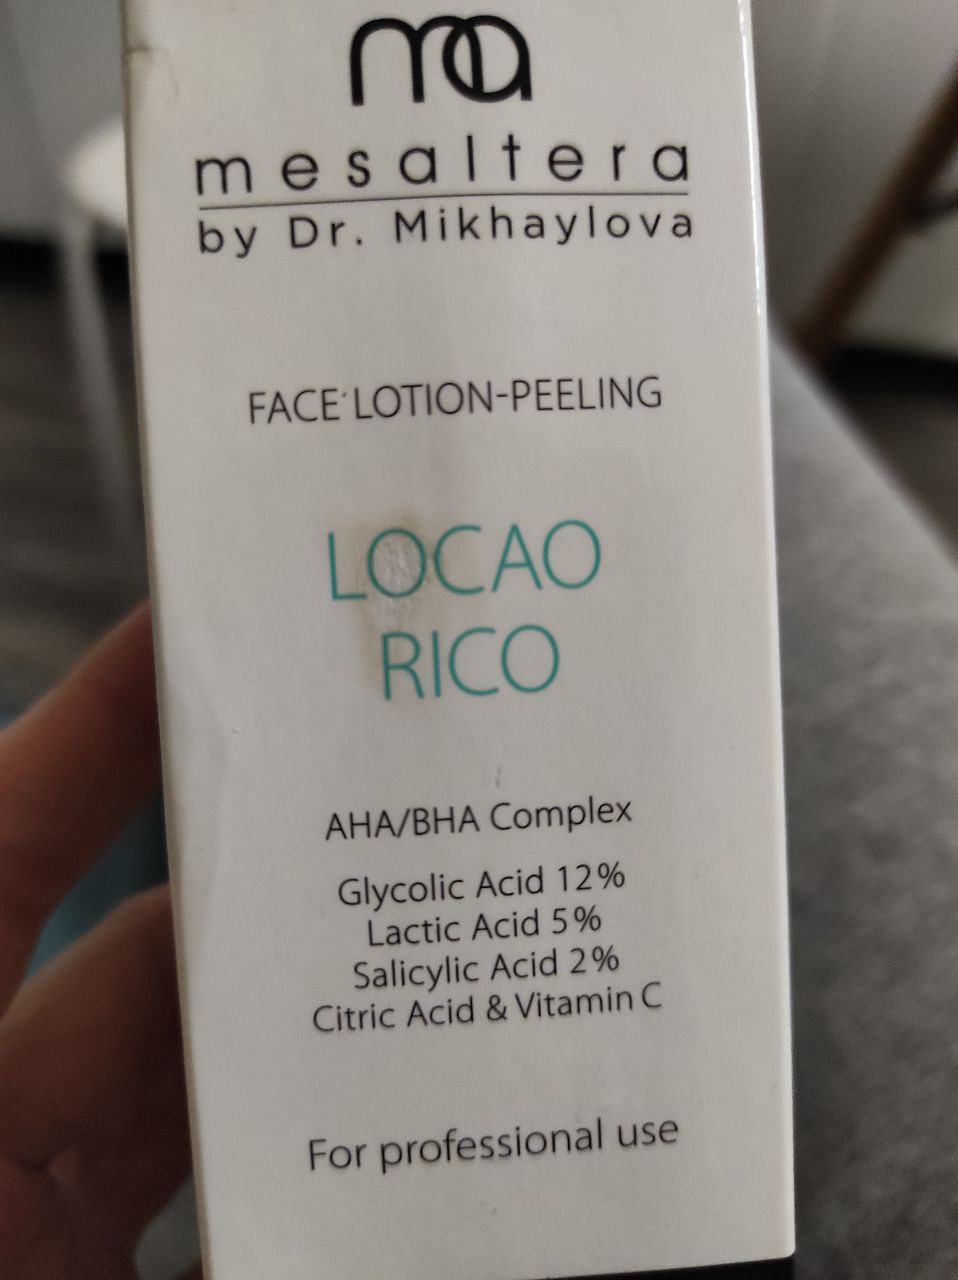 ma
mesaltera
by Dr. Mikhaylova
FACE LOTION-PEELING
LOCAO
RICO
AHA/BHA Complex
Glycolic Acid 12%
Lactic Acid 5%
Salicylic Acid 2%
Citric Acid & Vitamin C
For professional use